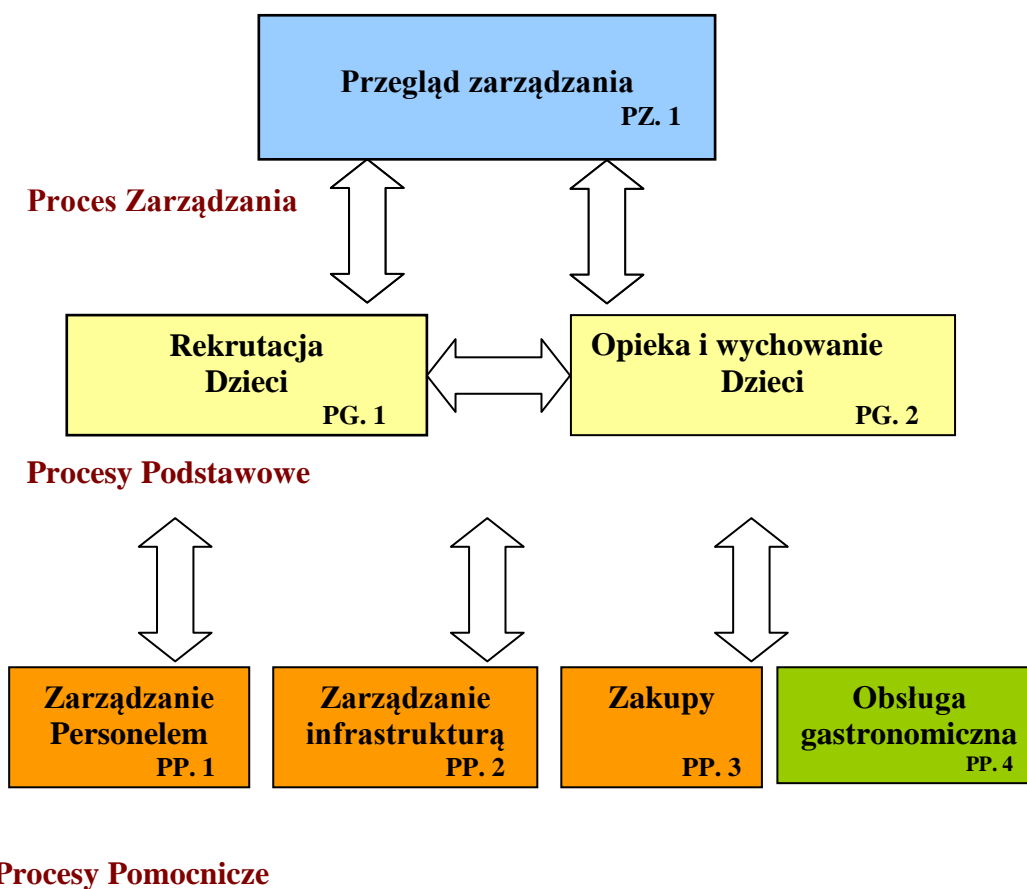 Przegląd zarządzania
PZ. 1
Proces Zarządzania
Rekrutacja
Dzieci
PG. 1
Opieka i wychowanie
Dzieci
PG. 2
Procesy Podstawowe
Zarządzanie
Personelem
PP. 1
Zarządzanie
infrastrukturą
PP. 2
Zakupy
PP. 3
Obsługa
gastronomiczna
PP. 4
Procesy Pomocnicze